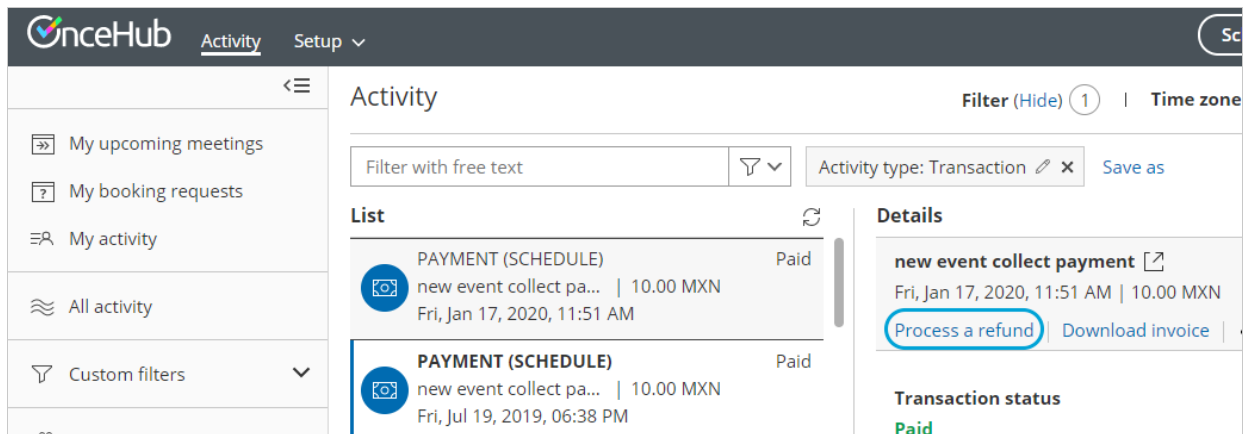 OnceHub Activity Setup
Activity
Filter (Hide) 1 | Time zone
My upcoming meetings
My booking requests
My activity
All activity
Custom filters
Filter with free text
Activity type: Transaction
Save as
List
PAYMENT (SCHEDULE) Paid
new event collect pa... | 10.00 MXN
Fri, Jan 17, 2020, 11:51 AM
PAYMENT (SCHEDULE) Paid
new event collect pa... | 10.00 MXN
Fri, Jul 19, 2019, 06:38 PM
Details
new event collect payment
Fri, Jan 17, 2020, 11:51 AM | 10.00 MXN
Process a refund | Download invoice |
Transaction status
Paid